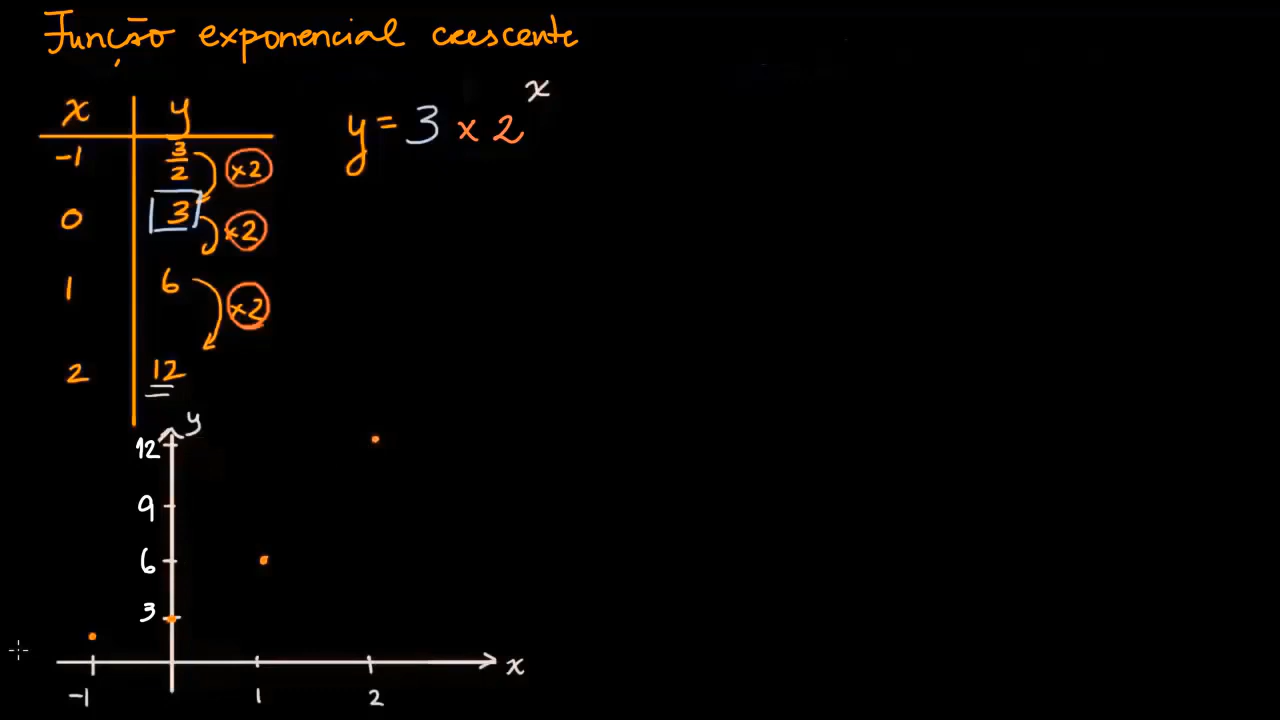 Função exponencial crescente
x y
y = 3 × 2^x
-1 3/2 ×2
0 3 ×2
1 6 ×2
2 12
y
12
9
6
3
x
-1 1 2